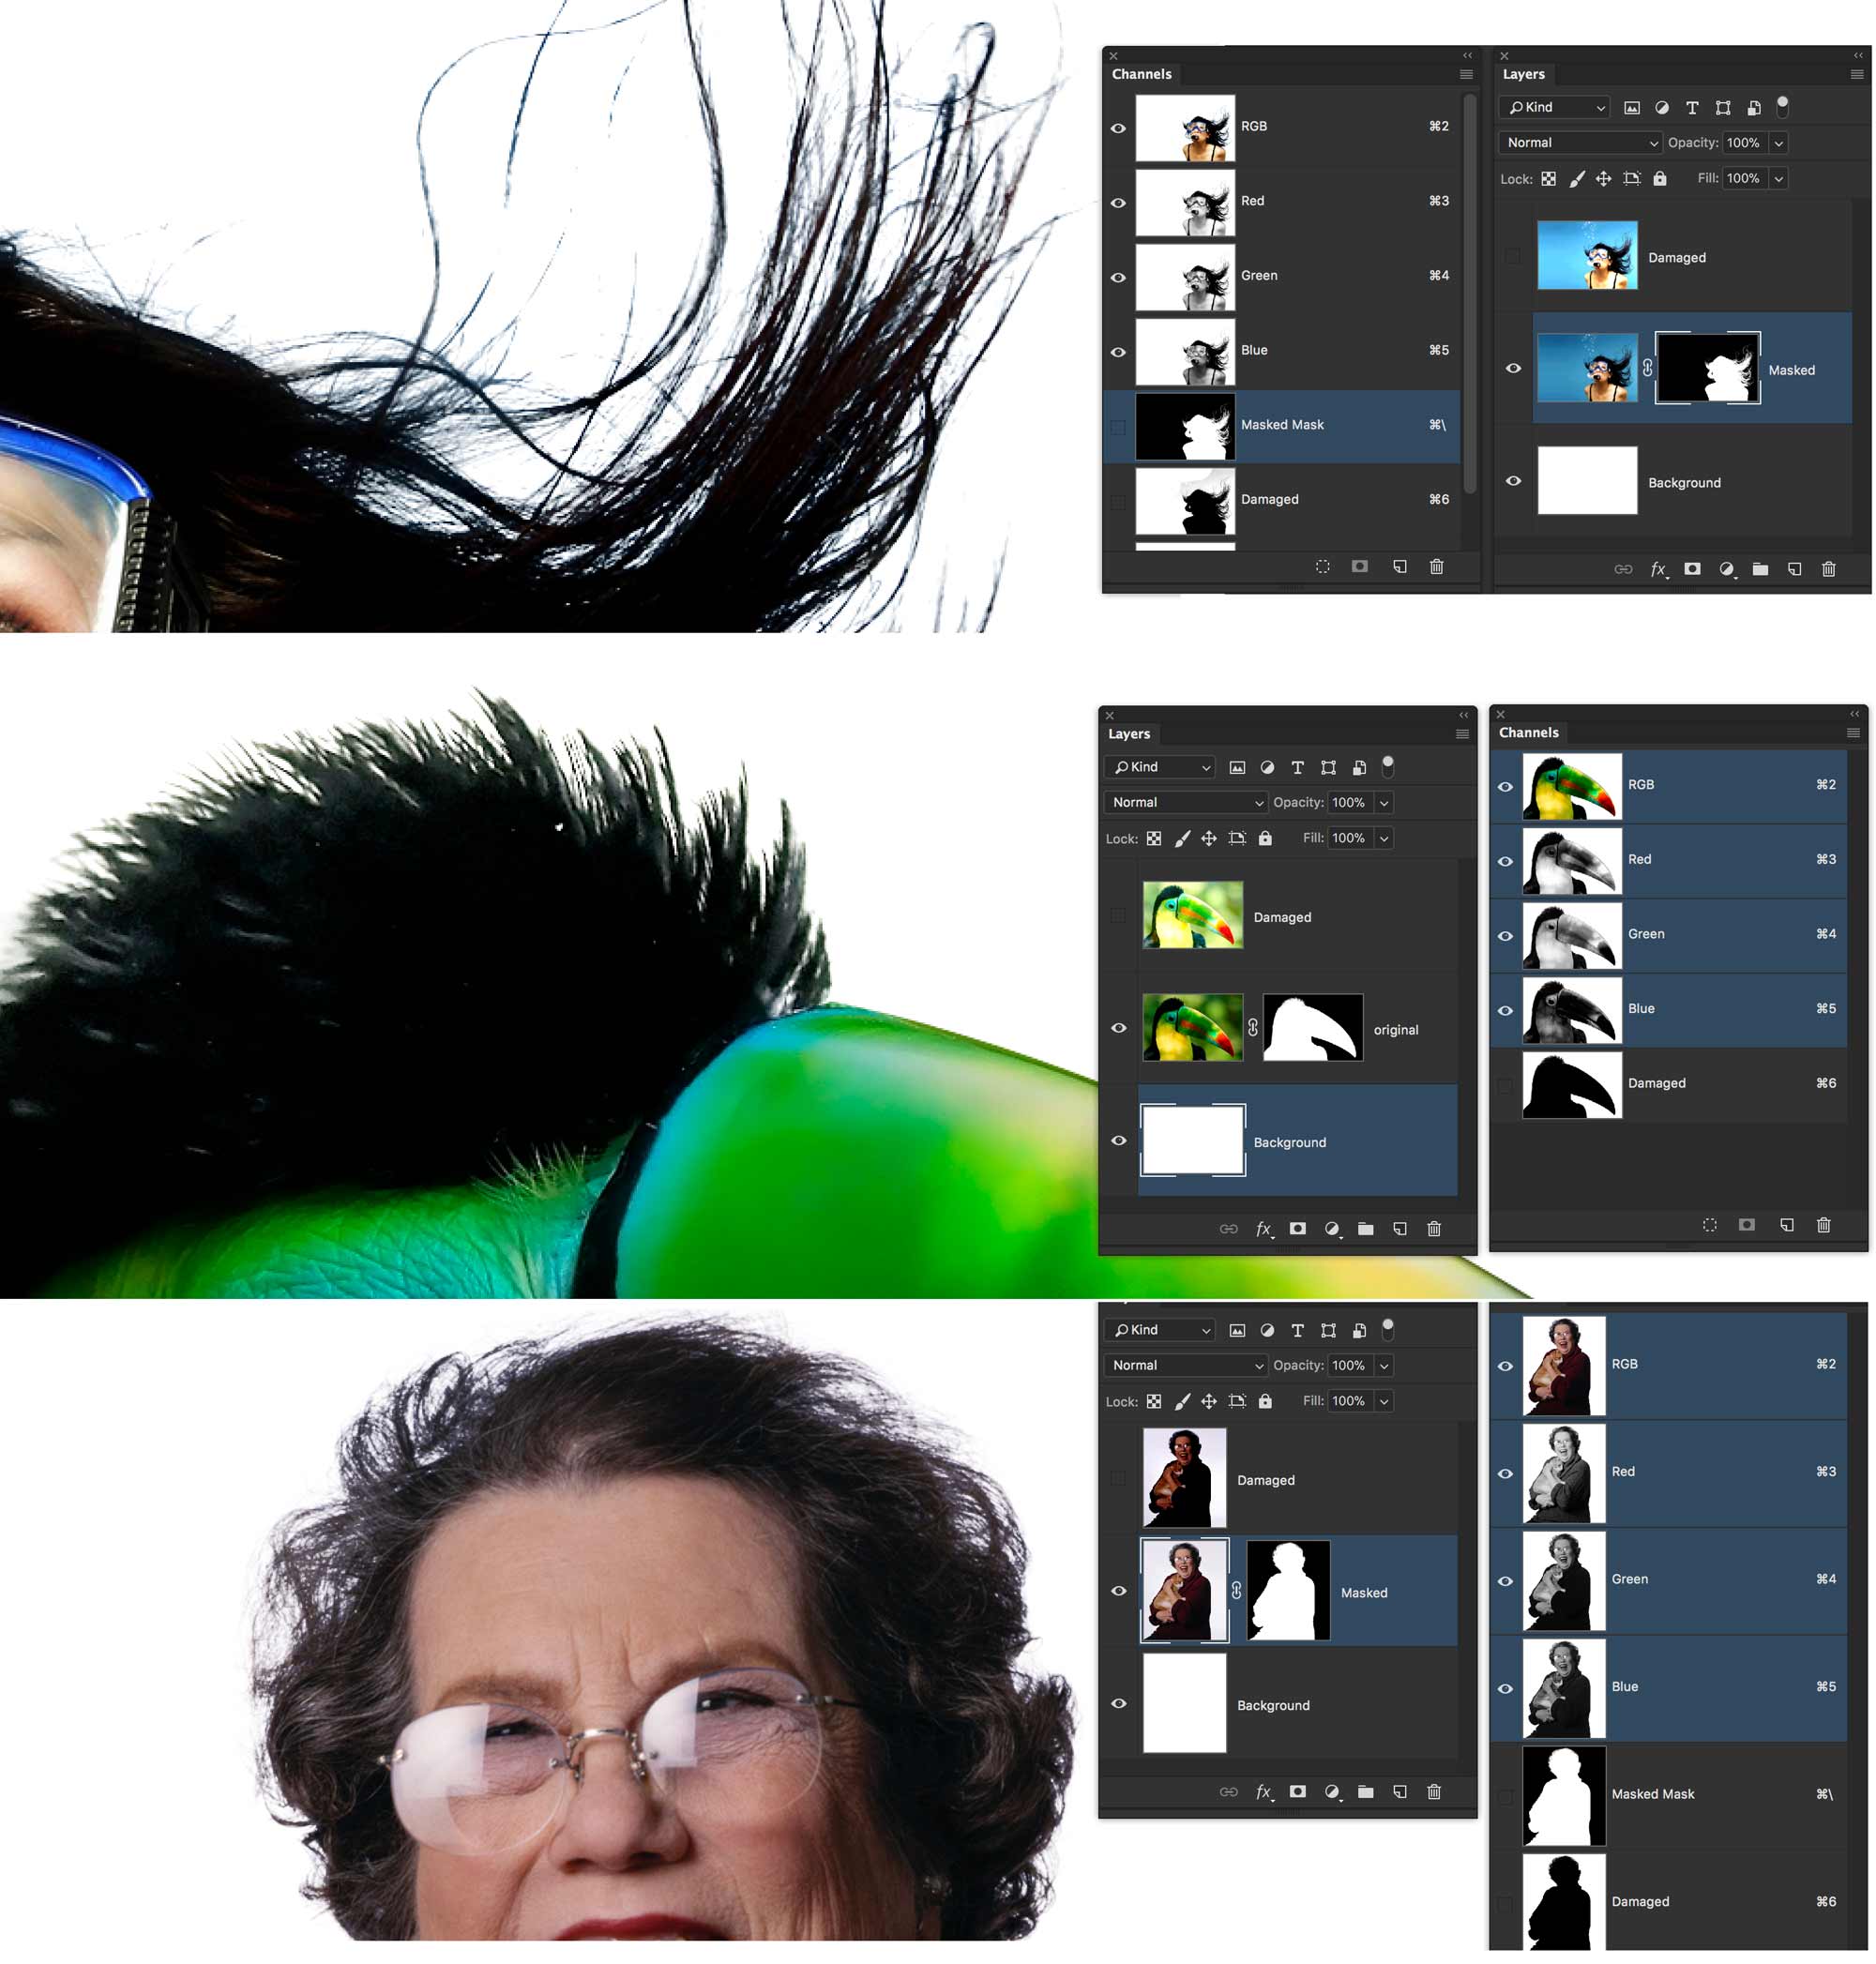 Channels
RGB ⌘2
Red ⌘3
Green ⌘4
Blue ⌘5
Masked Mask ⌘\
Damaged ⌘6
Layers
Kind
Normal Opacity: 100%
Lock: Fill: 100%
Damaged
Masked
Background
fx
Layers
Kind
Normal Opacity: 100%
Lock: Fill: 100%
Damaged
original
Background
fx
Channels
RGB ⌘2
Red ⌘3
Green ⌘4
Blue ⌘5
Damaged ⌘6
Kind
Normal Opacity: 100%
Lock: Fill: 100%
Damaged
Masked
Background
fx
RGB ⌘2
Red ⌘3
Green ⌘4
Blue ⌘5
Masked Mask ⌘\
Damaged ⌘6